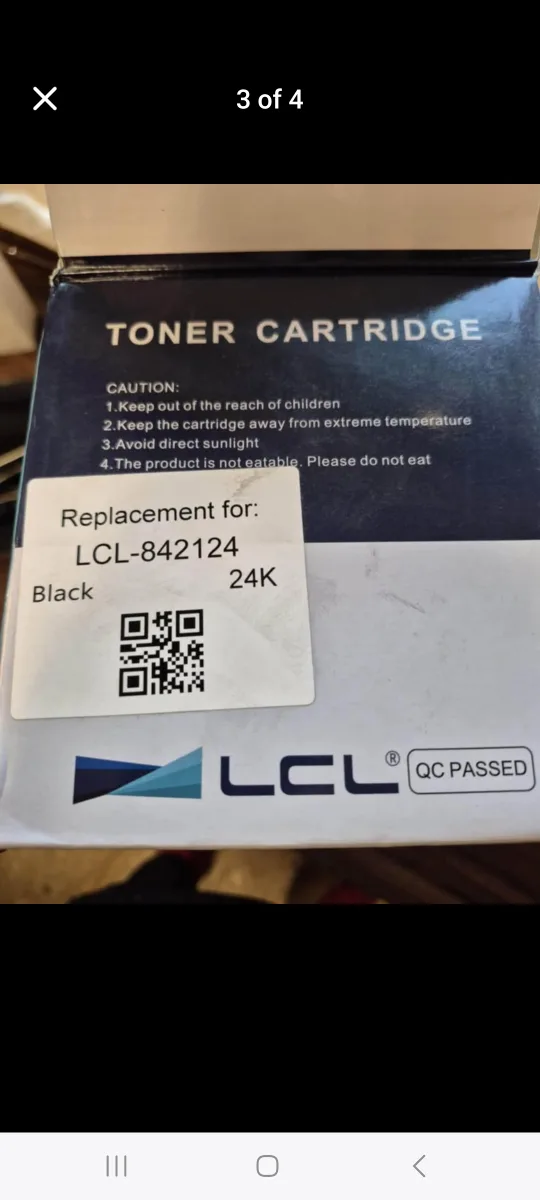 3 of 4
TONER CARTRIDGE
CAUTION:
1.Keep out of the reach of children
2.Keep the cartridge away from extreme temperature
3.Avoid direct sunlight
4.The product is not eatable. Please do not eat
Replacement for:
LCL-842124
Black 24K
LCL®
QC PASSED